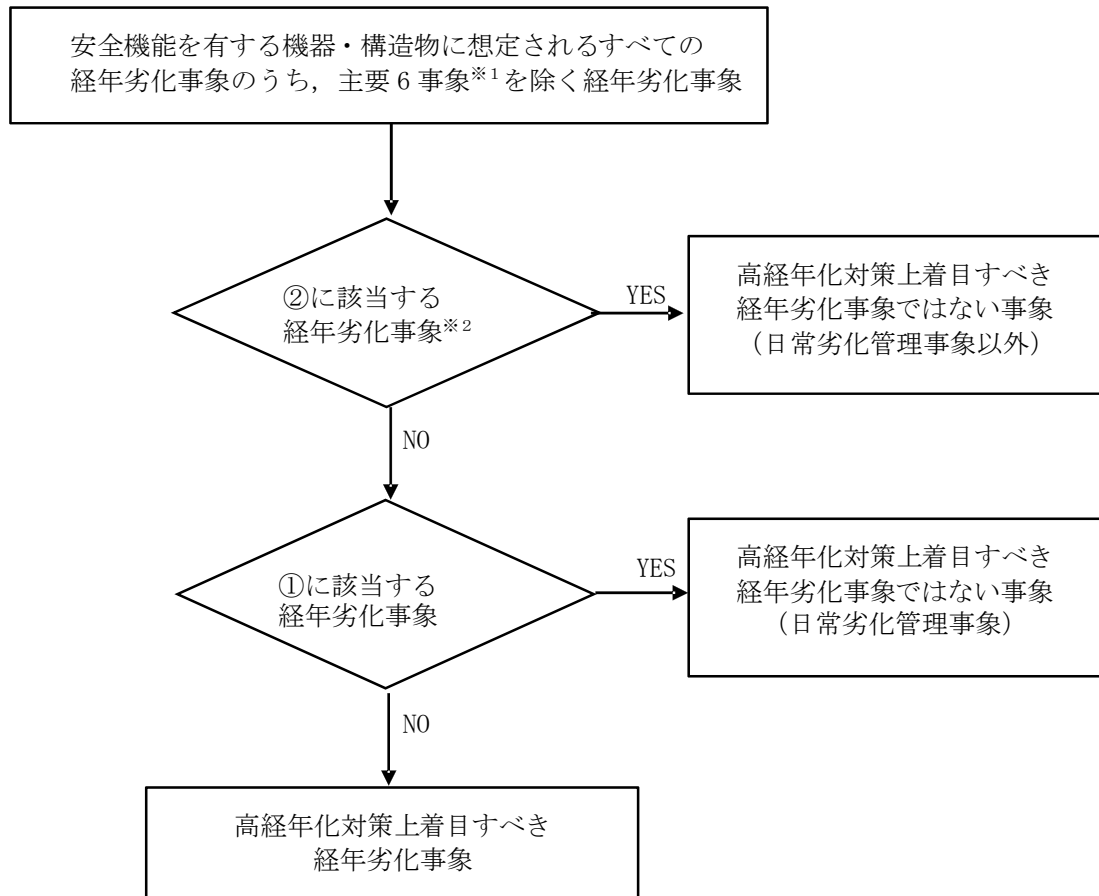 安全機能を有する機器・構造物に想定されるすべての
経年劣化事象のうち，主要６事象※１を除く経年劣化事象
②に該当する
経年劣化事象※２
YES
高経年化対策上着目すべき
経年劣化事象ではない事象
（日常劣化管理事象以外）
NO
①に該当する
経年劣化事象
YES
高経年化対策上着目すべき
経年劣化事象ではない事象
（日常劣化管理事象）
NO
高経年化対策上着目すべき
経年劣化事象